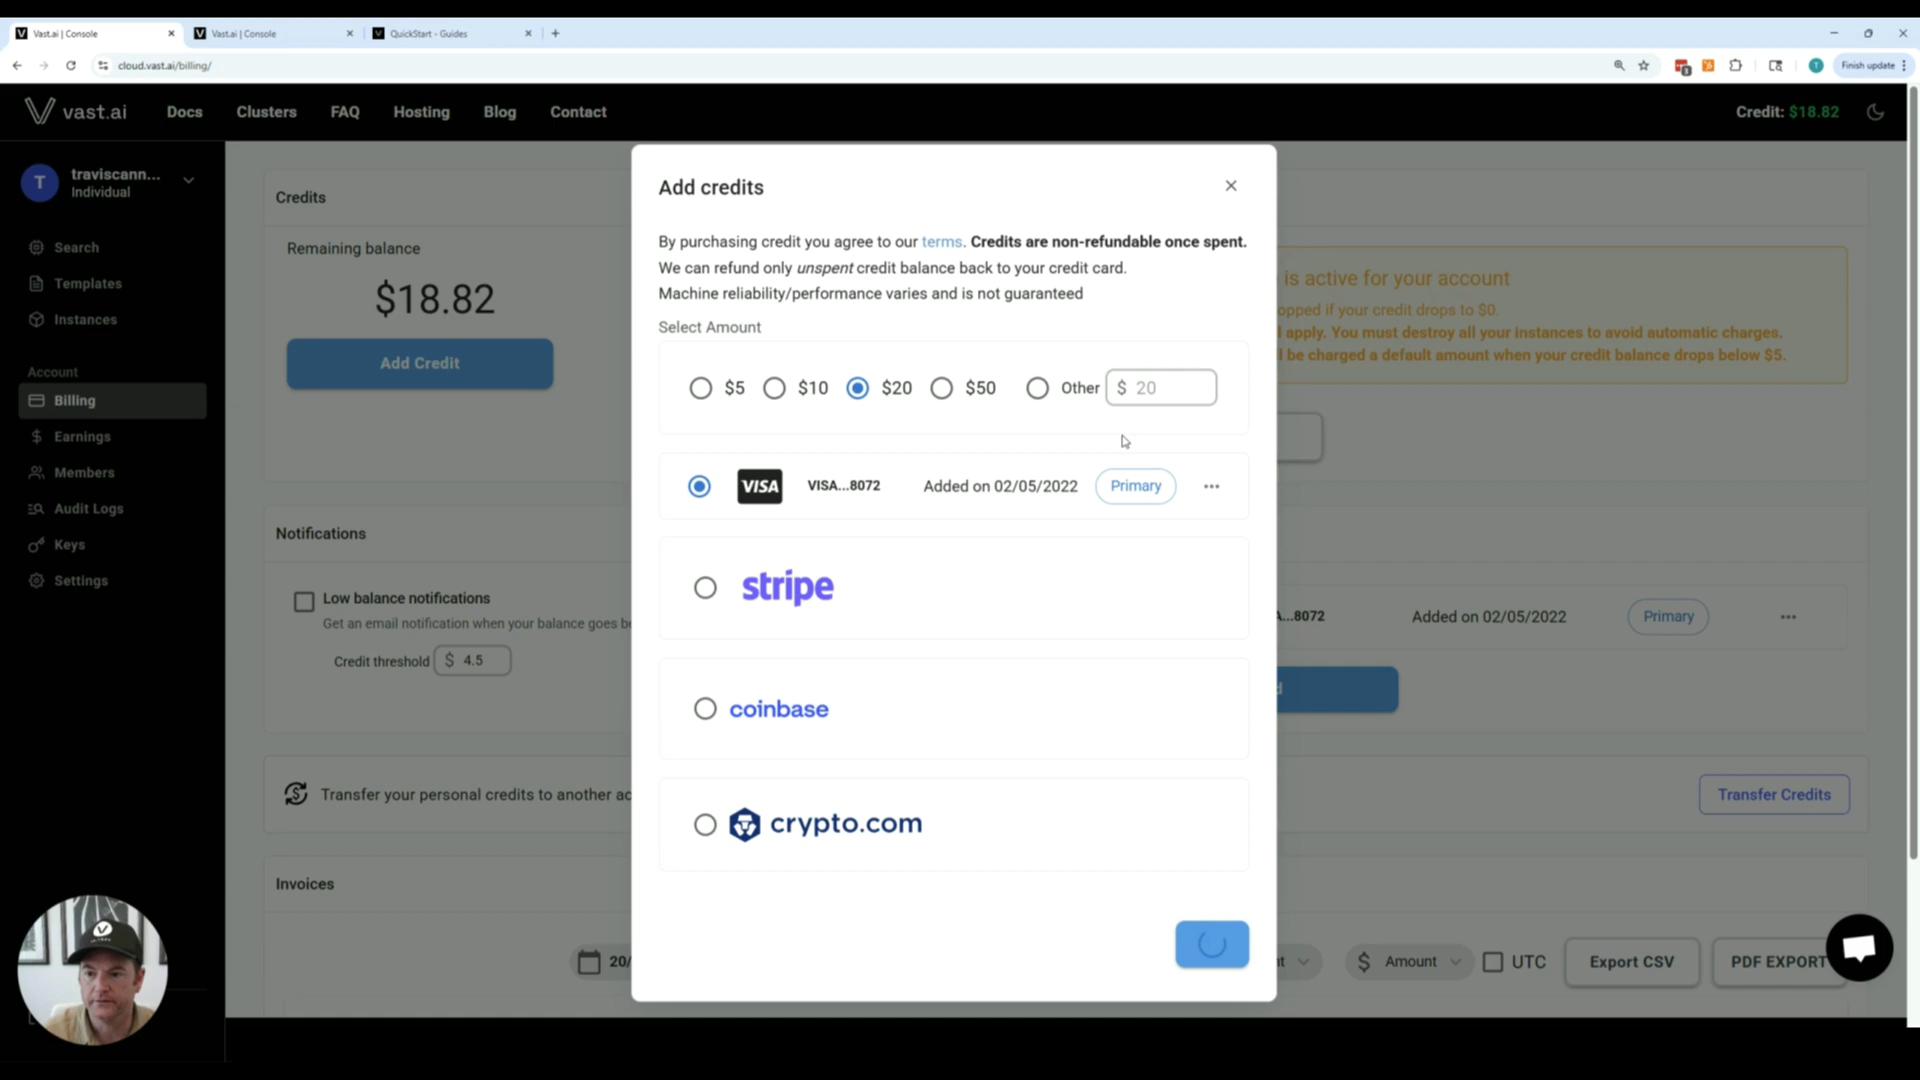 Vast.ai | Console
Vast.ai | Console
QuickStart - Guides
cloud.vast.ai/billing/
Finish update
vast.ai
Docs
Clusters
FAQ
Hosting
Blog
Contact
Credit: $18.82
T
traviscann...
Individual
Search
Templates
Instances
Account
Billing
Earnings
Members
Audit Logs
Keys
Settings
Credits
Remaining balance
$18.82
Add Credit
Notifications
Low balance notifications
Get an email notification when your balance goes be
Credit threshold $ 4.5
Transfer your personal credits to another ac
Invoices
20/
Add credits
By purchasing credit you agree to our terms. Credits are non-refundable once spent.
We can refund only unspent credit balance back to your credit card.
Machine reliability/performance varies and is not guaranteed
Select Amount
$5
$10
$20
$50
Other $ 20
VISA VISA...8072 Added on 02/05/2022 Primary
stripe
coinbase
crypto.com
is active for your account
opped if your credit drops to $0.
apply. You must destroy all your instances to avoid automatic charges.
l be charged a default amount when your credit balance drops below $5.
...8072 Added on 02/05/2022 Primary
Transfer Credits
$ Amount
UTC
Export CSV
PDF EXPORT